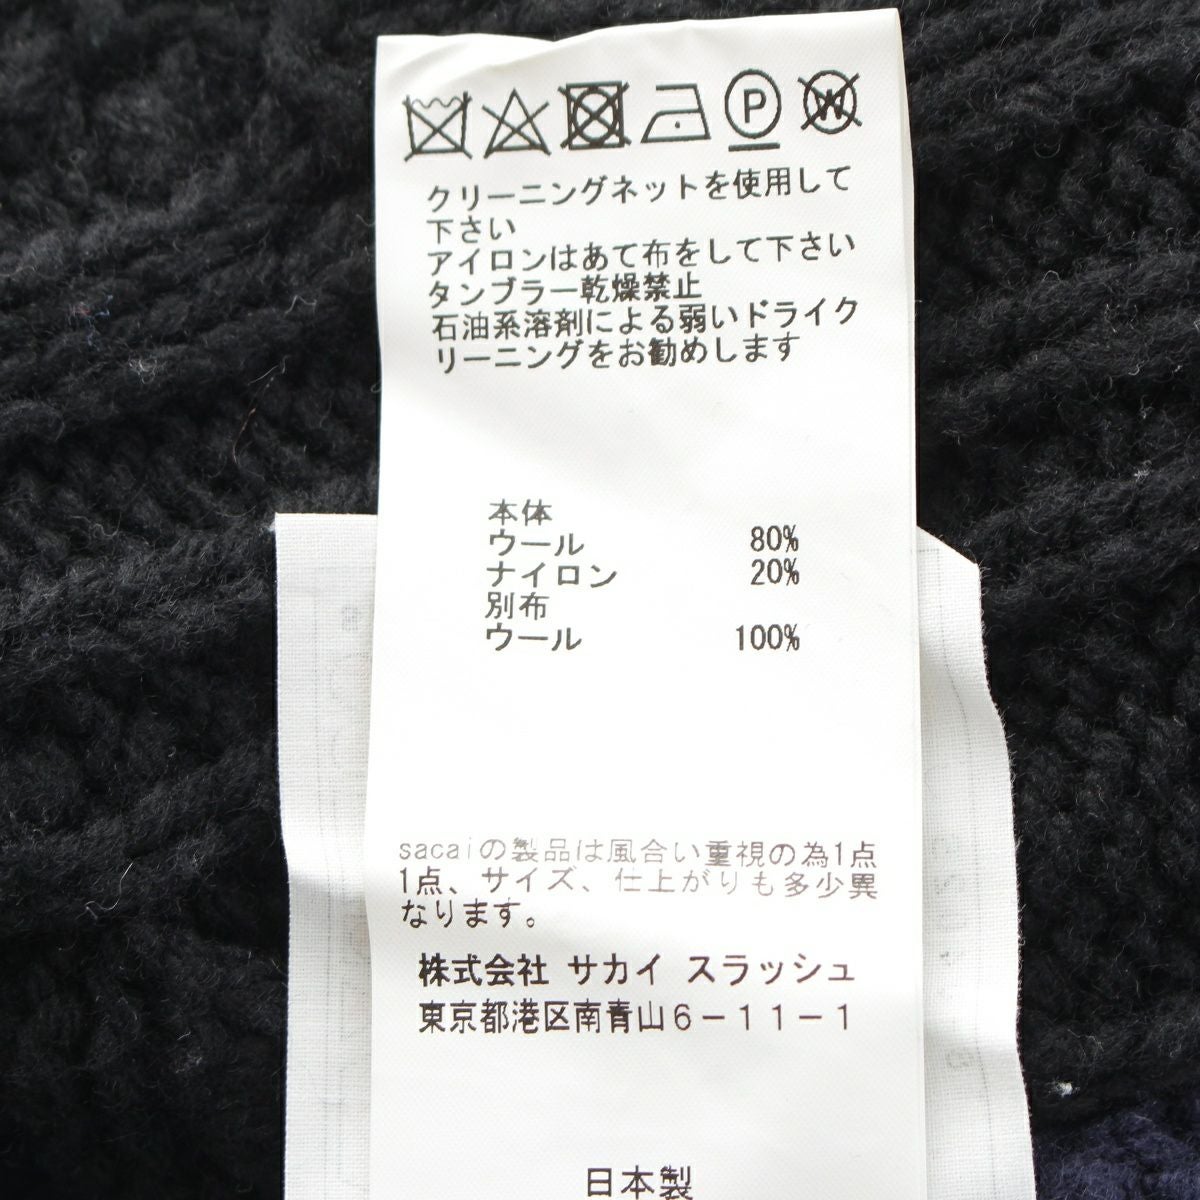 P W
クリーニングネットを使用して
下さい
アイロンはあて布をして下さい
タンブラー乾燥禁止
石油系溶剤による弱いドライク
リーニングをお勧めします
本体
ウール 80%
ナイロン 20%
別布
ウール 100%
sacaiの製品は風合い重視の為1点
1点、サイズ、仕上がりも多少異
なります。
株式会社 サカイ スラッシュ
東京都港区南青山6-11-1
日本製